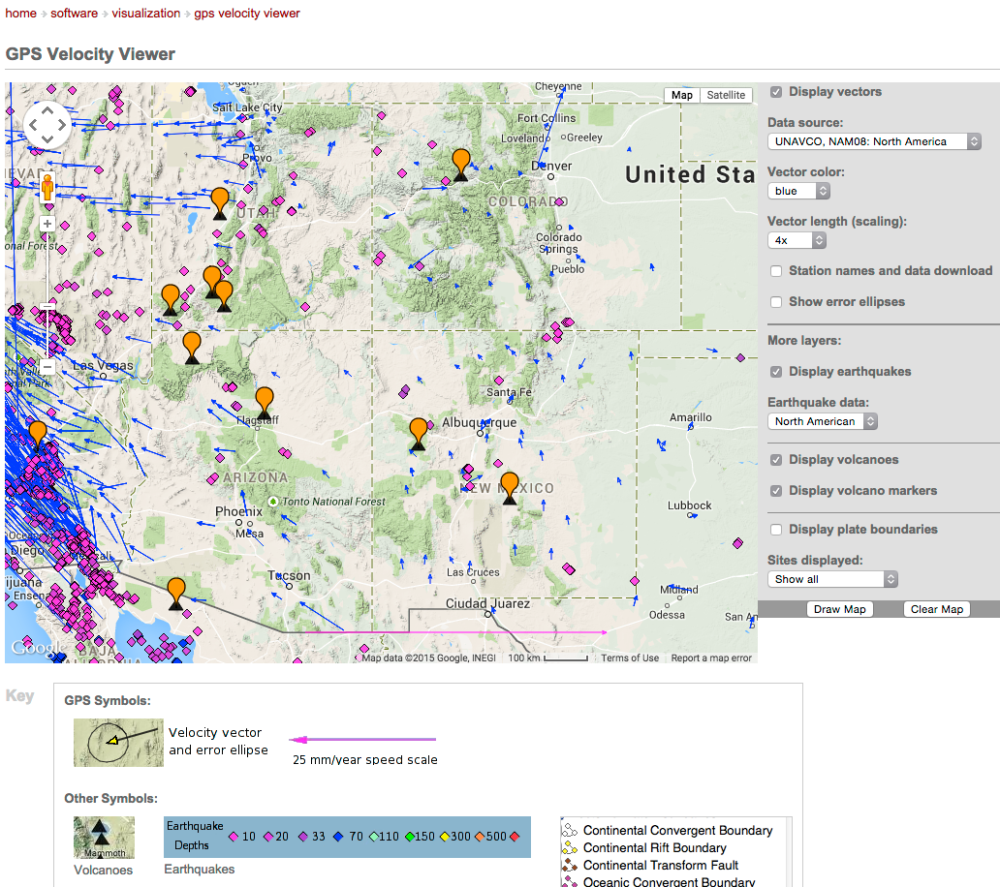 home software visualization gps velocity viewer
GPS Velocity Viewer
Cheyenne
Map Satellite
Salt Lake City
Fort Collins
Loveland Greeley
Provo
Denver
United Sta
UTAH
COLORADO
Colorado
Springs
Pueblo
Las Vegas
Santa Fe
Flagstaff
Albuquerque
Amarillo
ARIZONA
NEW MEXICO
Tonto National Forest
Phoenix
Mesa
Lubbock
Diego
ijuana
Ensen
Tucson
Las Cruces
Ciudad Juarez
Midland
Odessa
San An
Google
BAJA
Map data ©2015 Google, INEGI 100 km Terms of Use Report a map error
Display vectors
Data source:
UNAVCO, NAM08: North America
Vector color:
blue
Vector length (scaling):
4x
Station names and data download
Show error ellipses
More layers:
Display earthquakes
Earthquake data:
North American
Display volcanoes
Display volcano markers
Display plate boundaries
Sites displayed:
Show all
Draw Map Clear Map
Key
GPS Symbols:
Velocity vector
and error ellipse
25 mm/year speed scale
Other Symbols:
Mammoth
Volcanoes
Earthquake
Depths
10 20 33 70 110 150 300 500
Earthquakes
Continental Convergent Boundary
Continental Rift Boundary
Continental Transform Fault
Oceanic Convergent Boundary